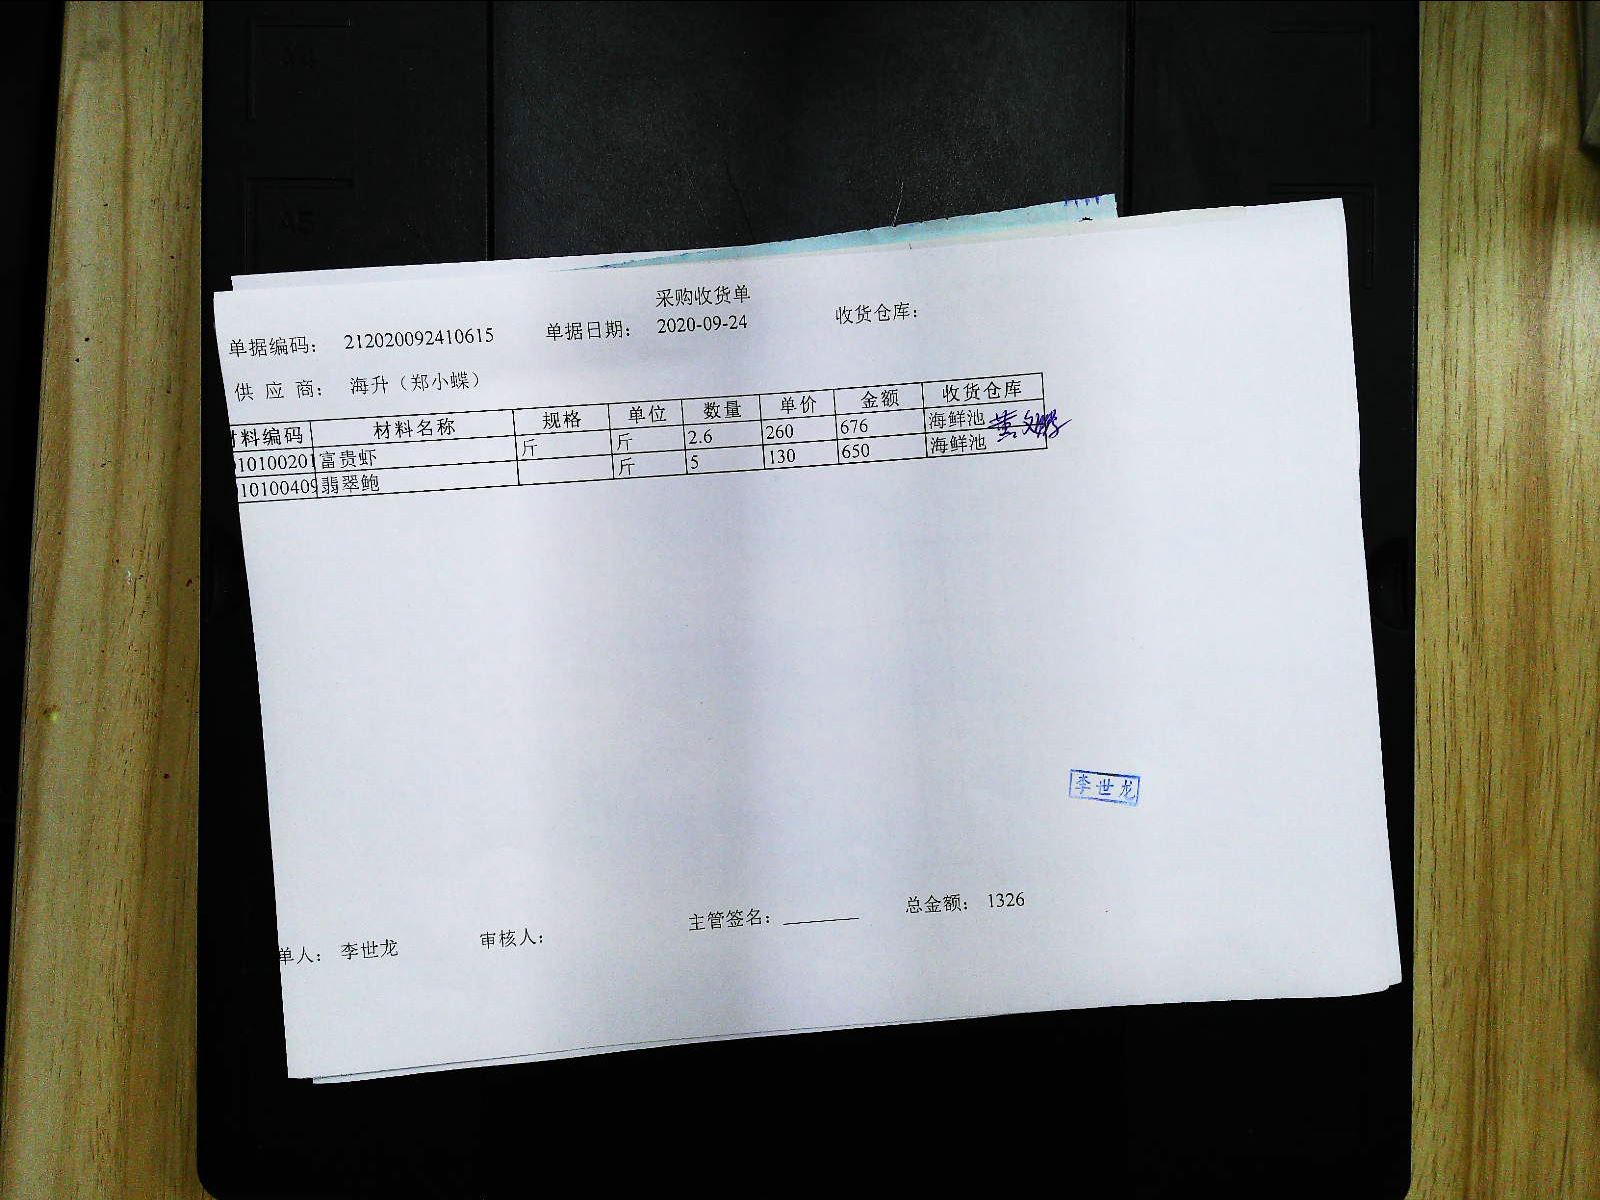 采购收货单
单据编码： 212020092410615 单据日期： 2020-09-24 收货仓库：
供 应 商： 海升（郑小蝶）
材料编码 材料名称 规格 单位 数量 单价 金额 收货仓库
10100201 富贵虾 斤 斤 2.6 260 676 海鲜池
10100409 翡翠鲍 斤 5 130 650 海鲜池
李世龙
单人： 李世龙 审核人： 主管签名： 总金额： 1326